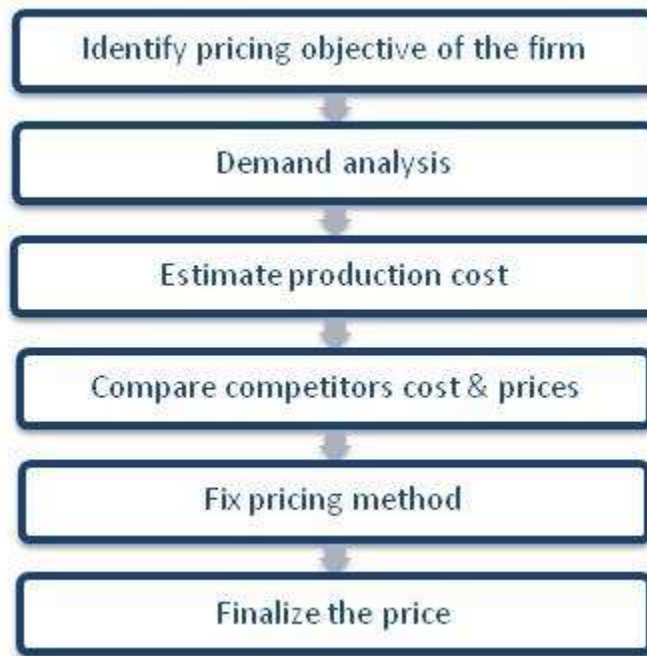 Identify pricing objective of the firm
Demand analysis
Estimate production cost
Compare competitors cost & prices
Fix pricing method
Finalize the price